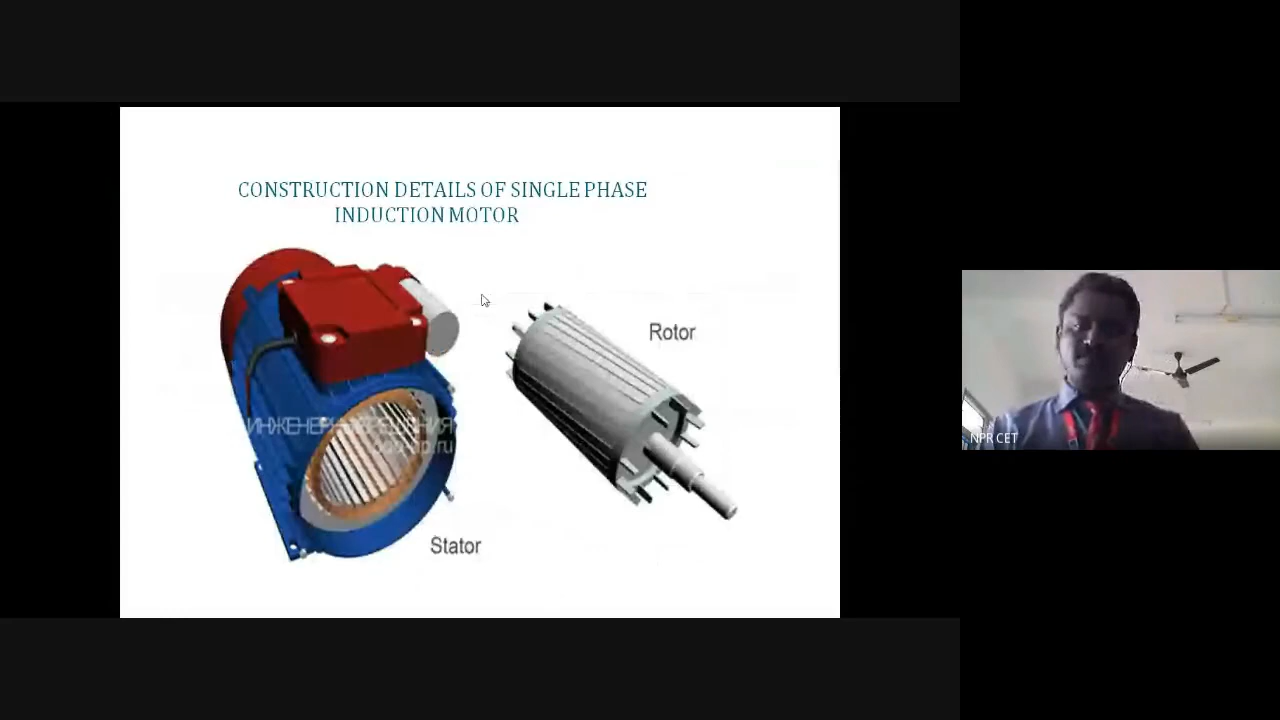 CONSTRUCTION DETAILS OF SINGLE PHASE
INDUCTION MOTOR
Rotor
Stator
NPR CET